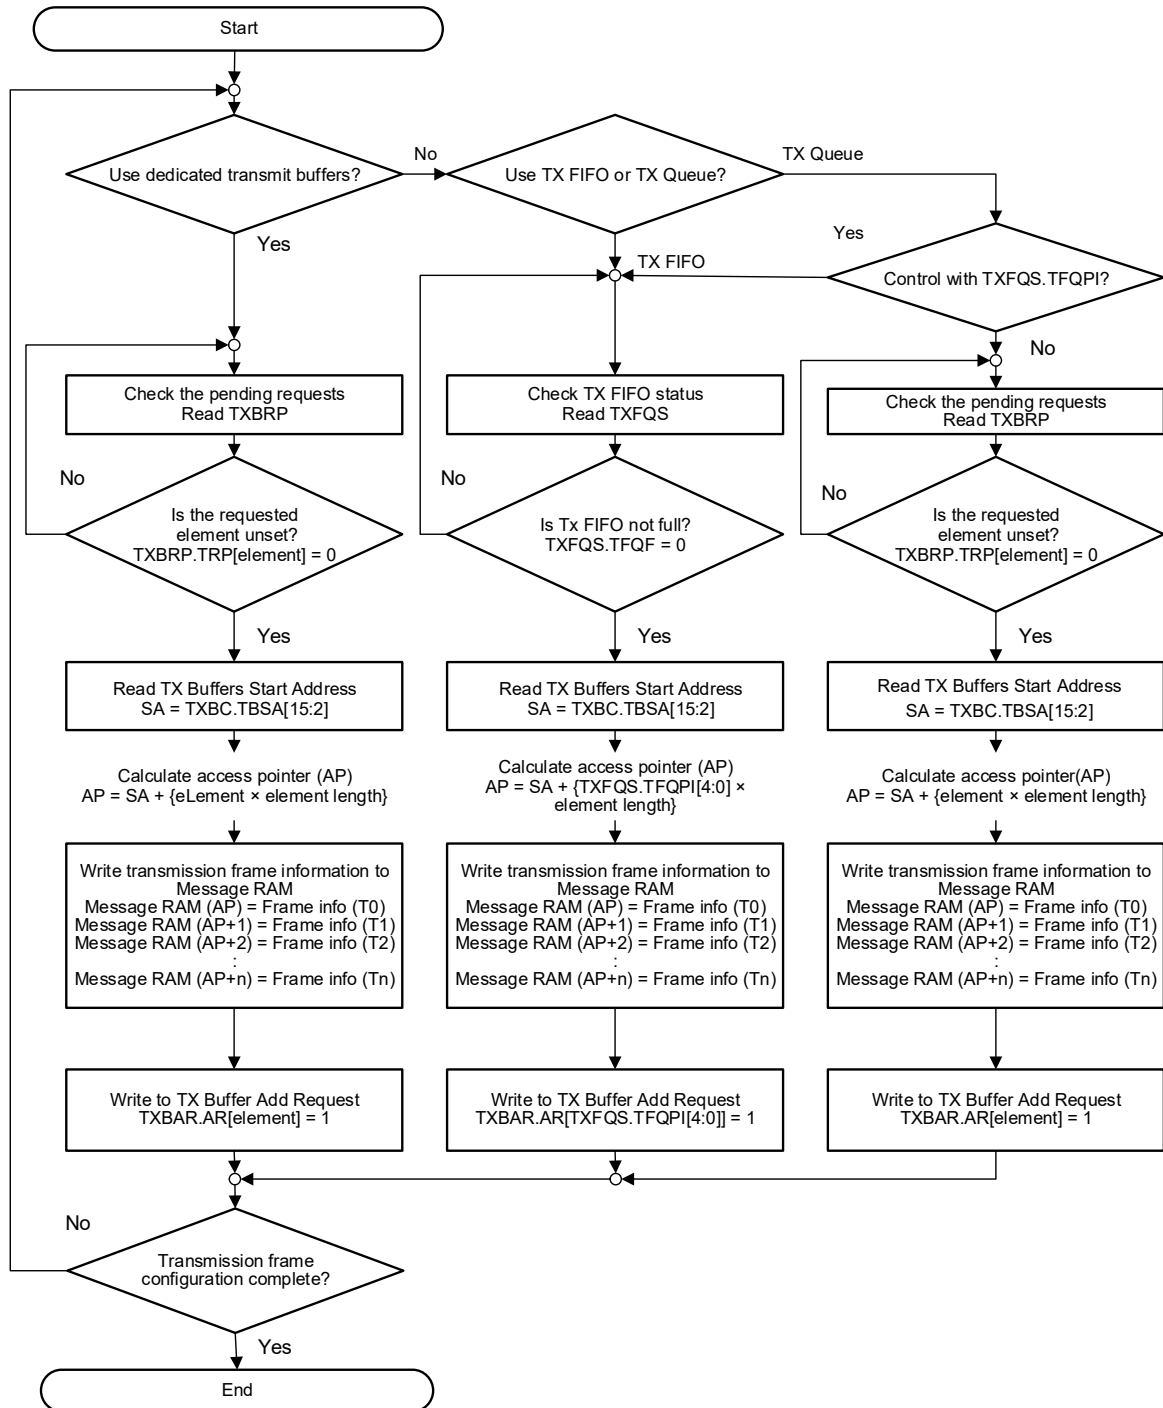 Start
Use dedicated transmit buffers?
No
Use TX FIFO or TX Queue?
TX Queue
Yes
TX FIFO
Yes
Control with TXFQS.TFQPI?
No
Check the pending requests
Read TXBRP
Check TX FIFO status
Read TXFQS
Check the pending requests
Read TXBRP
No
Is the requested
element unset?
TXBRP.TRP[element] = 0
No
Is Tx FIFO not full?
TXFQS.TFQF = 0
No
Is the requested
element unset?
TXBRP.TRP[element] = 0
Yes
Yes
Yes
Read TX Buffers Start Address
SA = TXBC.TBSA[15:2]
Read TX Buffers Start Address
SA = TXBC.TBSA[15:2]
Read TX Buffers Start Address
SA = TXBC.TBSA[15:2]
Calculate access pointer (AP)
AP = SA + {eLement × element length}
Calculate access pointer (AP)
AP = SA + {TXFQS.TFQPI[4:0] ×
element length}
Calculate access pointer(AP)
AP = SA + {element × element length}
Write transmission frame information to
Message RAM
Message RAM (AP) = Frame info (T0)
Message RAM (AP+1) = Frame info (T1)
Message RAM (AP+2) = Frame info (T2)
:
Message RAM (AP+n) = Frame info (Tn)
Write transmission frame information to
Message RAM
Message RAM (AP) = Frame info (T0)
Message RAM (AP+1) = Frame info (T1)
Message RAM (AP+2) = Frame info (T2)
:
Message RAM (AP+n) = Frame info (Tn)
Write transmission frame information to
Message RAM
Message RAM (AP) = Frame info (T0)
Message RAM (AP+1) = Frame info (T1)
Message RAM (AP+2) = Frame info (T2)
:
Message RAM (AP+n) = Frame info (Tn)
Write to TX Buffer Add Request
TXBAR.AR[element] = 1
Write to TX Buffer Add Request
TXBAR.AR[TXFQS.TFQPI[4:0]] = 1
Write to TX Buffer Add Request
TXBAR.AR[element] = 1
No
Transmission frame
configuration complete?
Yes
End